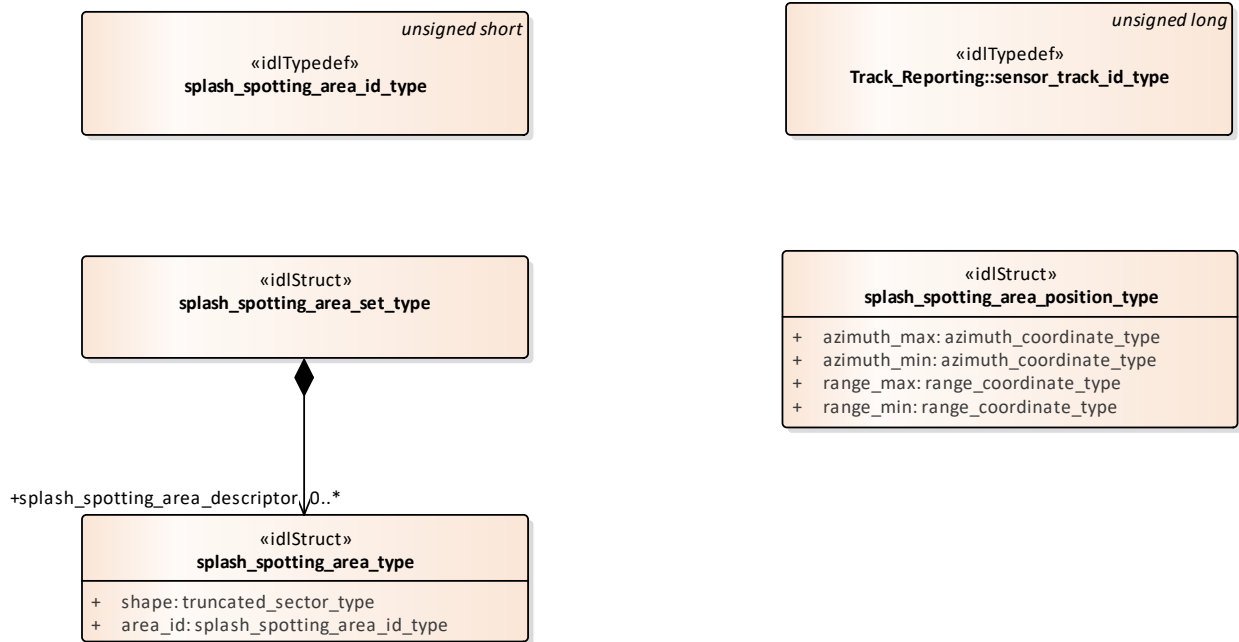 unsigned short
«idlTypedef»
splash_spotting_area_id_type
unsigned long
«idlTypedef»
Track_Reporting::sensor_track_id_type
«idlStruct»
splash_spotting_area_set_type
«idlStruct»
splash_spotting_area_position_type
+ azimuth_max: azimuth_coordinate_type
+ azimuth_min: azimuth_coordinate_type
+ range_max: range_coordinate_type
+ range_min: range_coordinate_type
+splash_spotting_area_descriptor 0..*
«idlStruct»
splash_spotting_area_type
+ shape: truncated_sector_type
+ area_id: splash_spotting_area_id_type